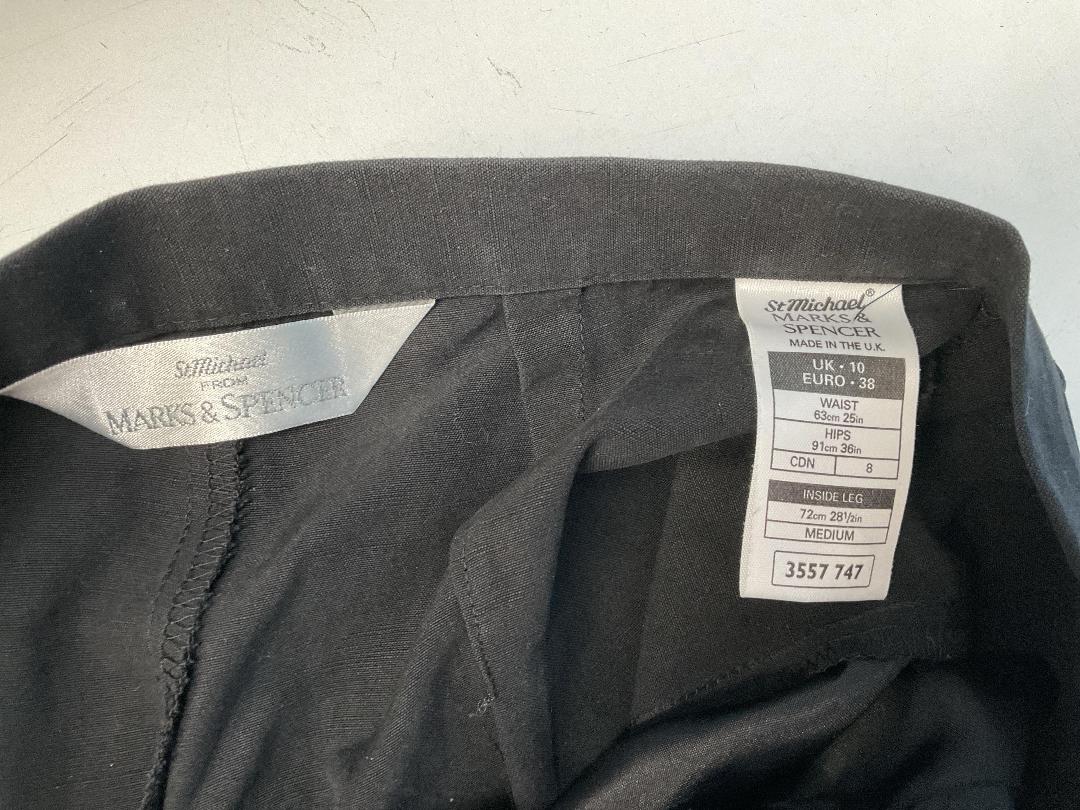 St Michael
FROM
MARKS & SPENCER
St Michael®
MARKS &
SPENCER
MADE IN THE U.K.
UK • 10
EURO • 38
WAIST
63cm 25in
HIPS
91cm 36in
CDN 8
INSIDE LEG
72cm 28½in
MEDIUM
3557 747